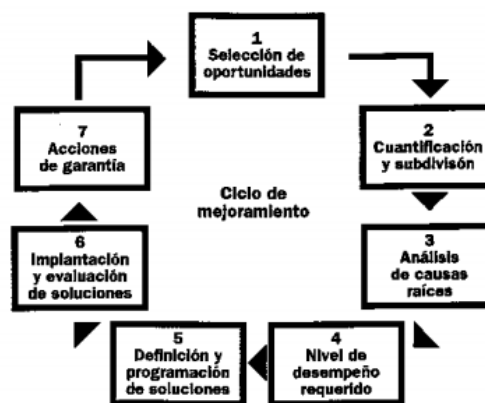 1
Selección de
oportunidades
2
Cuantificación
y subdivisón
3
Análisis
de causas
raíces
4
Nivel de
desempeño
requerido
5
Definición y
programación
de soluciones
6
Implantación
y evaluación
de soluciones
7
Acciones
de garantía
Ciclo de
mejoramiento